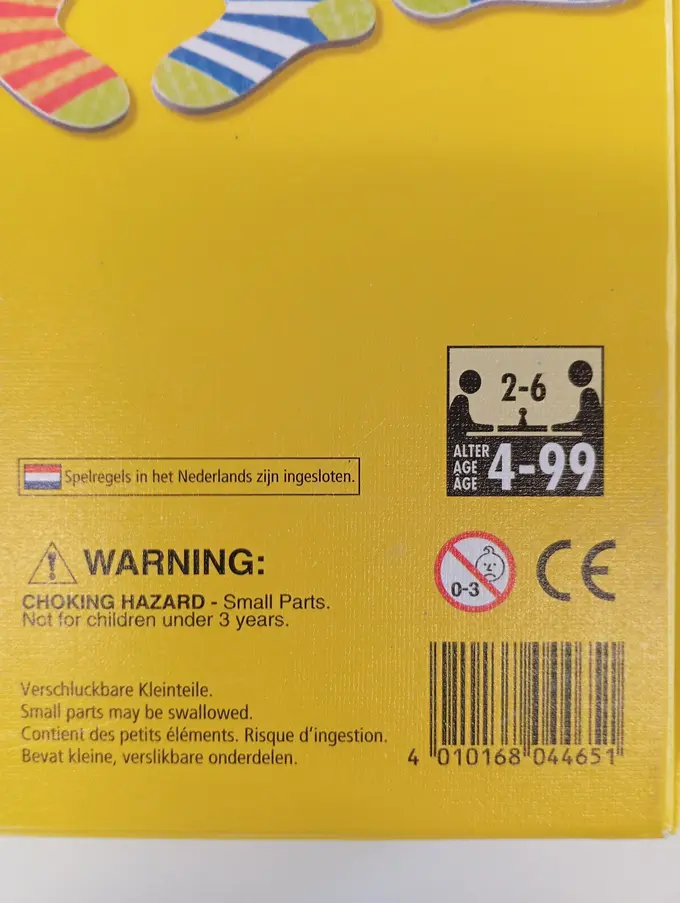 2-6
ALTER
AGE
ÂGE
4-99
Spelregels in het Nederlands zijn ingesloten.
WARNING:
CHOKING HAZARD - Small Parts.
Not for children under 3 years.
0-3
CE
Verschluckbare Kleinteile.
Small parts may be swallowed.
Contient des petits éléments. Risque d'ingestion.
Bevat kleine, verslikbare onderdelen.
4 010168 044651